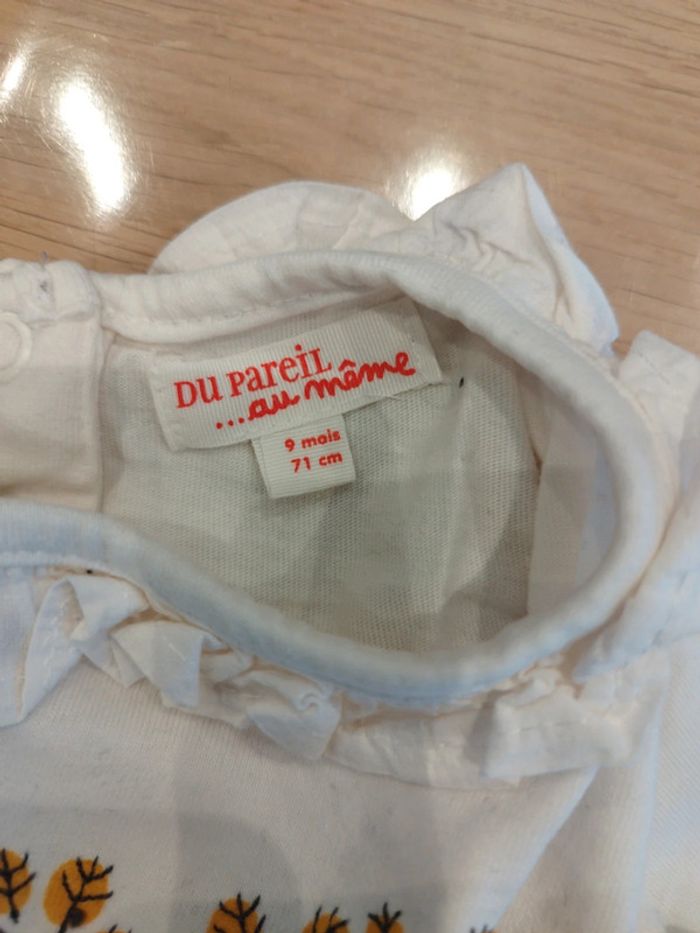 DU PAREIL
...au même
9 mois
71 cm